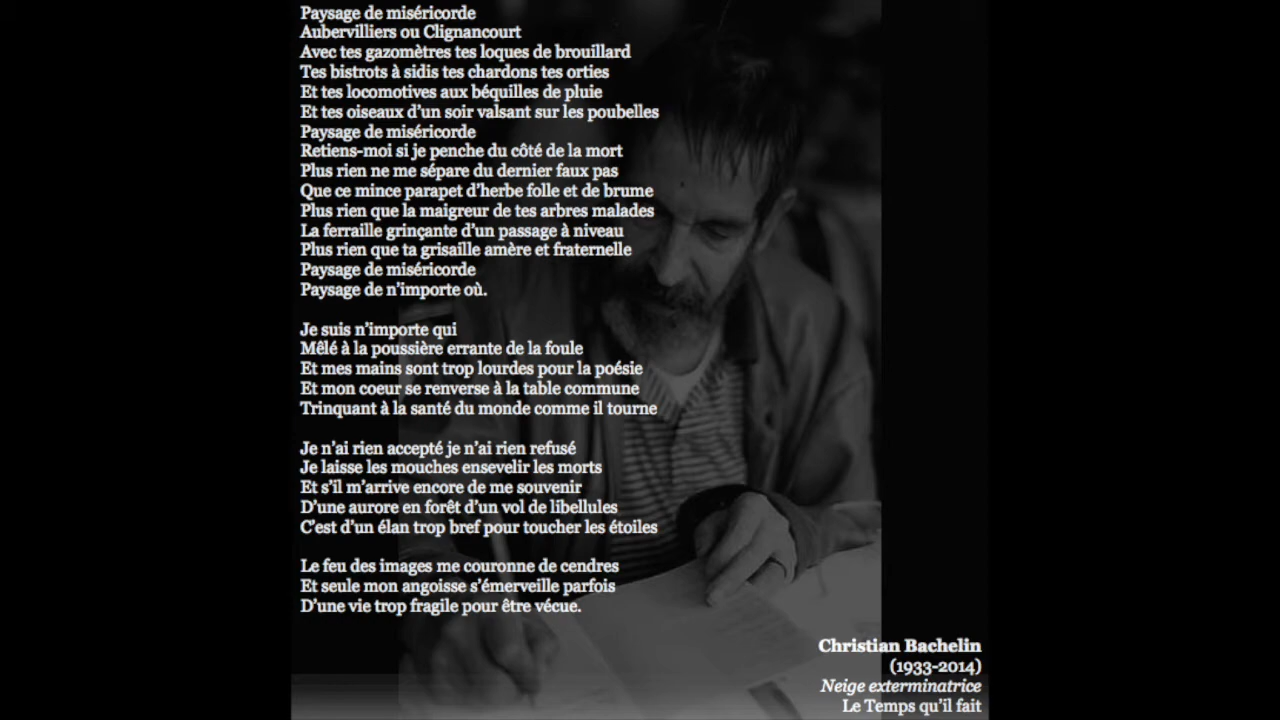 Paysage de miséricorde
Aubervilliers ou Clignancourt
Avec tes gazomètres tes loques de brouillard
Tes bistrots à sidis tes chardons tes orties
Et tes locomotives aux béquilles de pluie
Et tes oiseaux d'un soir valsant sur les poubelles
Paysage de miséricorde
Retiens-moi si je penche du côté de la mort
Plus rien ne me sépare du dernier faux pas
Que ce mince parapet d'herbe folle et de brume
Plus rien que la maigreur de tes arbres malades
La ferraille grinçante d'un passage à niveau
Plus rien que ta grisaille amère et fraternelle
Paysage de miséricorde
Paysage de n'importe où.
Je suis n'importe qui
Mêlé à la poussière errante de la foule
Et mes mains sont trop lourdes pour la poésie
Et mon coeur se renverse à la table commune
Trinquant à la santé du monde comme il tourne
Je n'ai rien accepté je n'ai rien refusé
Je laisse les mouches ensevelir les morts
Et s'il m'arrive encore de me souvenir
D'une aurore en forêt d'un vol de libellules
C'est d'un élan trop bref pour toucher les étoiles
Le feu des images me couronne de cendres
Et seule mon angoisse s'émerveille parfois
D'une vie trop fragile pour être vécue.
Christian Bachelin
(1933-2014)
Neige exterminatrice
Le Temps qu'il fait